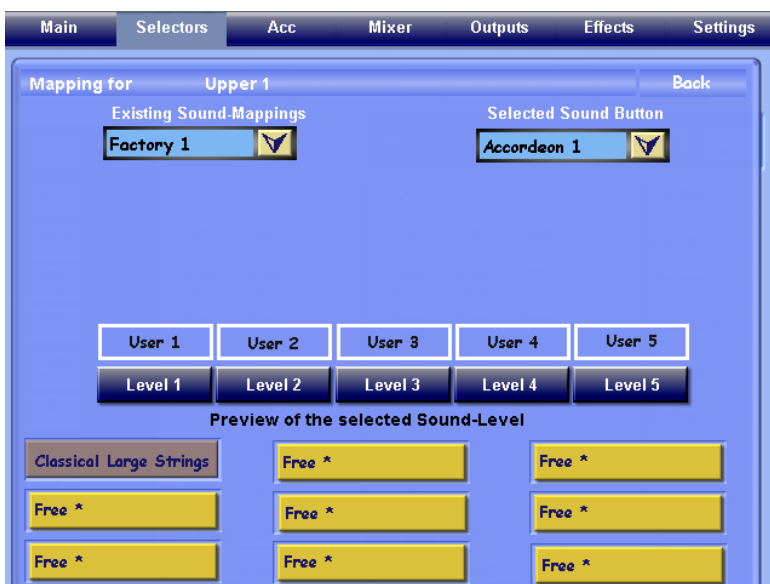 Main Selectors Acc Mixer Outputs Effects Settings
Mapping for Upper 1 Back
Existing Sound-Mappings Selected Sound Button
Factory 1 Accordeon 1
User 1 User 2 User 3 User 4 User 5
Level 1 Level 2 Level 3 Level 4 Level 5
Preview of the selected Sound-Level
Classical Large Strings Free * Free *
Free * Free * Free *
Free * Free * Free *